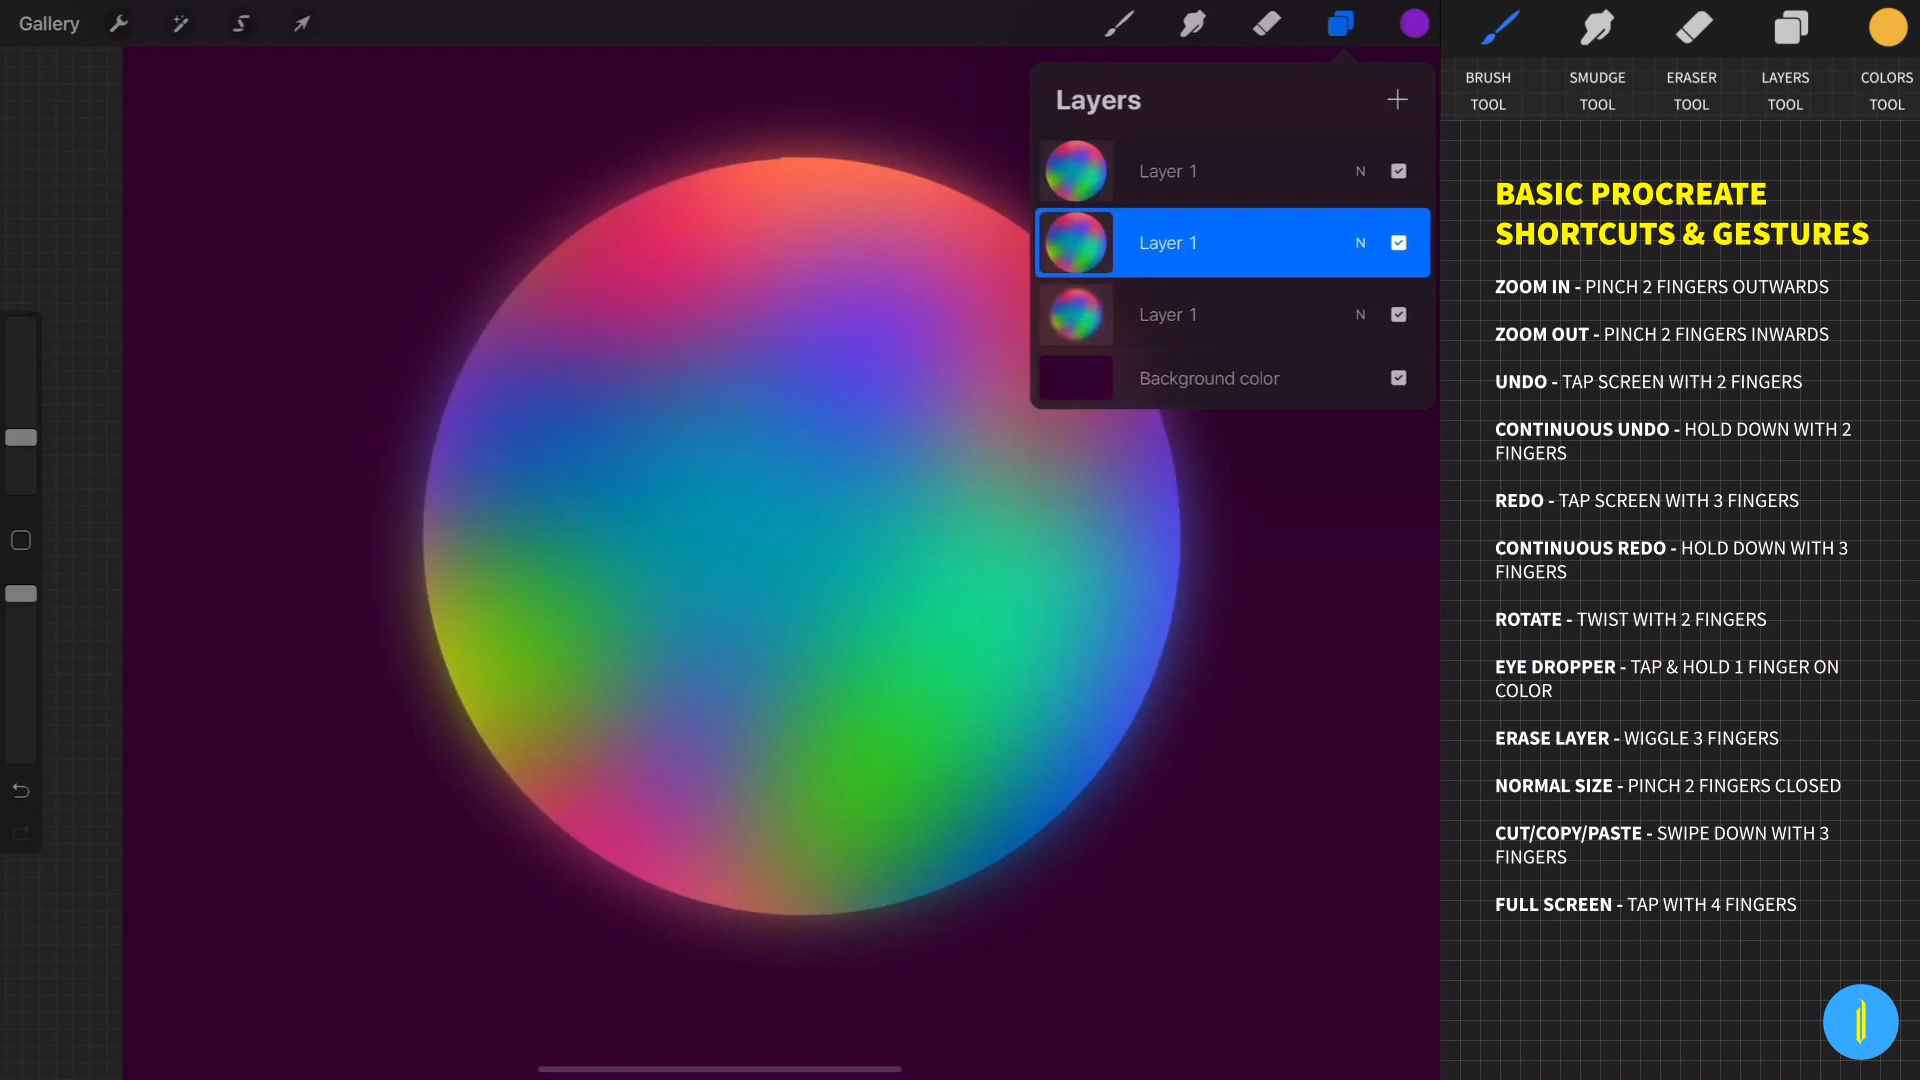 Gallery
Layers
Layer 1 N
Layer 1 N
Layer 1 N
Background color
BRUSH TOOL
SMUDGE TOOL
ERASER TOOL
LAYERS TOOL
COLORS TOOL
BASIC PROCREATE
SHORTCUTS & GESTURES
ZOOM IN - PINCH 2 FINGERS OUTWARDS
ZOOM OUT - PINCH 2 FINGERS INWARDS
UNDO - TAP SCREEN WITH 2 FINGERS
CONTINUOUS UNDO - HOLD DOWN WITH 2
FINGERS
REDO - TAP SCREEN WITH 3 FINGERS
CONTINUOUS REDO - HOLD DOWN WITH 3
FINGERS
ROTATE - TWIST WITH 2 FINGERS
EYE DROPPER - TAP & HOLD 1 FINGER ON
COLOR
ERASE LAYER - WIGGLE 3 FINGERS
NORMAL SIZE - PINCH 2 FINGERS CLOSED
CUT/COPY/PASTE - SWIPE DOWN WITH 3
FINGERS
FULL SCREEN - TAP WITH 4 FINGERS